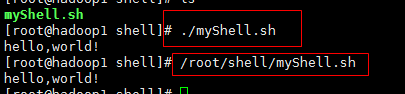 myShell.sh
[root@hadoop1 shell]# ./myShell.sh
hello,world!
[root@hadoop1 shell]# /root/shell/myShell.sh
hello,world!
[root@hadoop1 shell]#